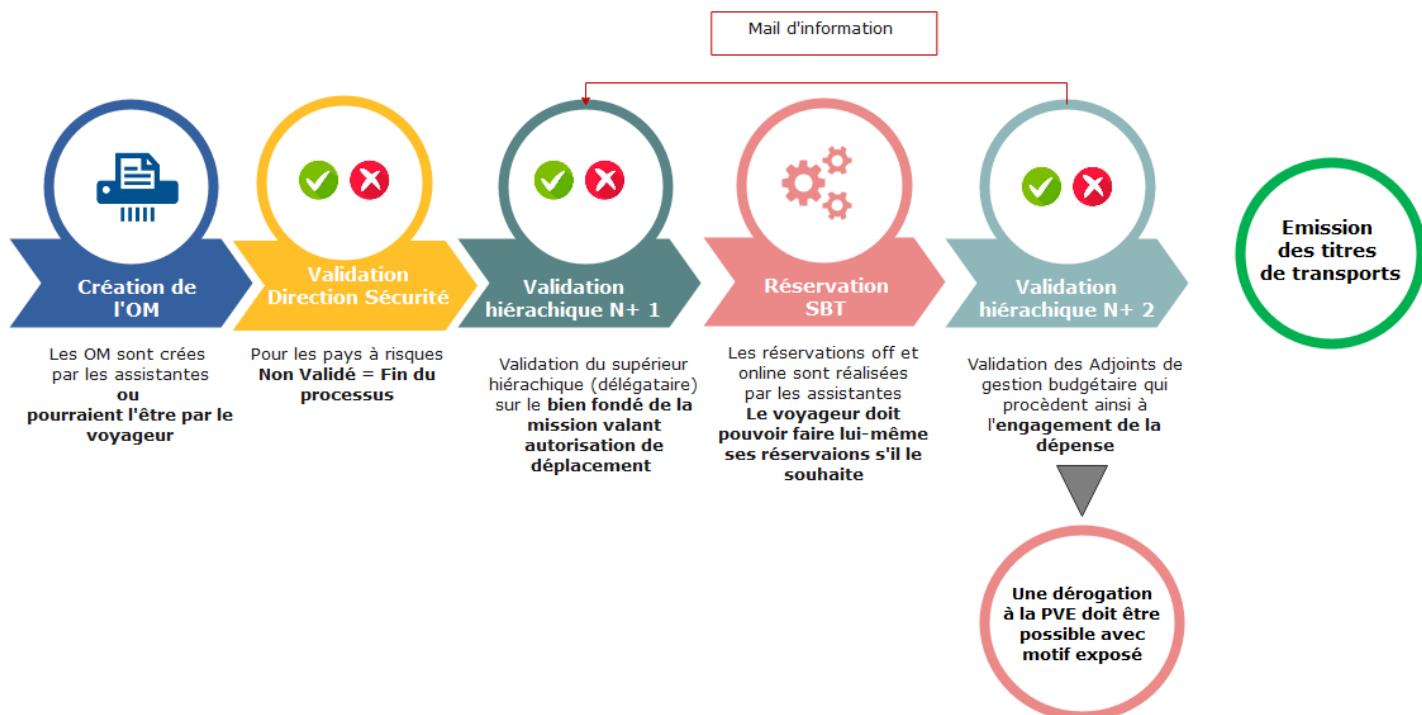 Mail d'information
Création de
l'OM
Validation
Direction Sécurité
Validation
hiérachique N+ 1
Réservation
SBT
Validation
hiérachique N+ 2
Emission
des titres
de transports
Les OM sont crées
par les assistantes
ou
pourraient l'être par le
voyageur
Pour les pays à risques
Non Validé = Fin du
processus
Validation du supérieur
hiérachique (délégataire)
sur le bien fondé de la
mission valant
autorisation de
déplacement
Les réservations off et
online sont réalisées
par les assistantes
Le voyageur doit
pouvoir faire lui-même
ses réservaions s'il le
souhaite
Validation des Adjoints de
gestion budgétaire qui
procèdent ainsi à
l'engagement de la
dépense
Une dérogation
à la PVE doit être
possible avec
motif exposé